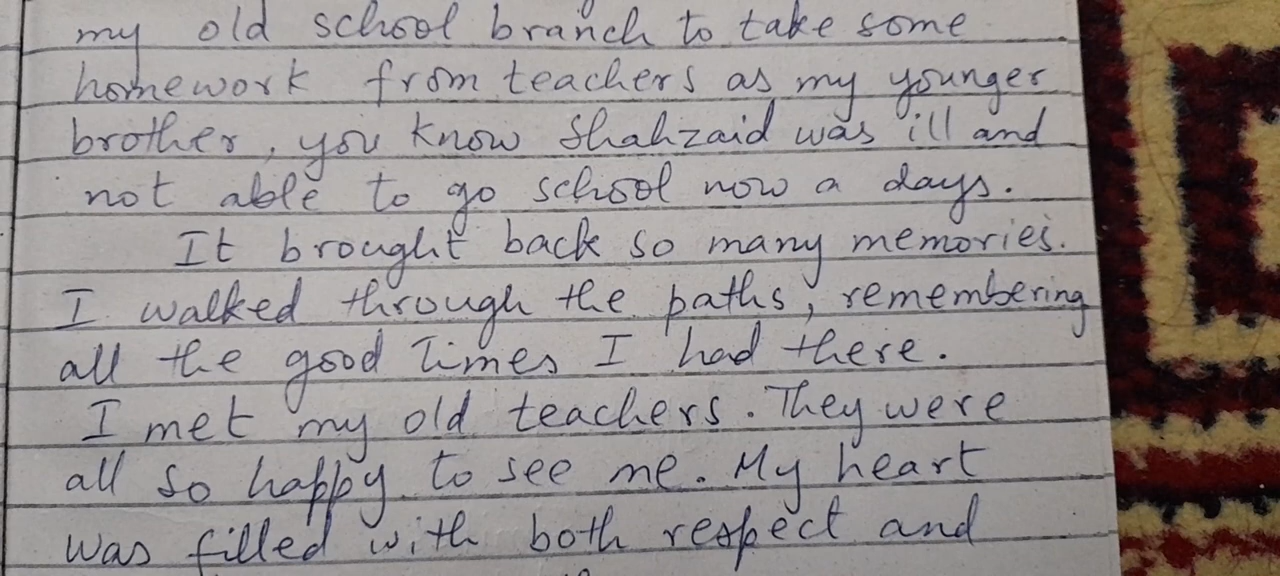 my old school branch to take some
homework from teachers as my younger
brother, you know Shahzaid was ill and
not able to go school now a days.
It brought back so many memories.
I walked through the paths, remembering
all the good times I had there.
I met my old teachers. They were
all so happy to see me. My heart
was filled with both respect and